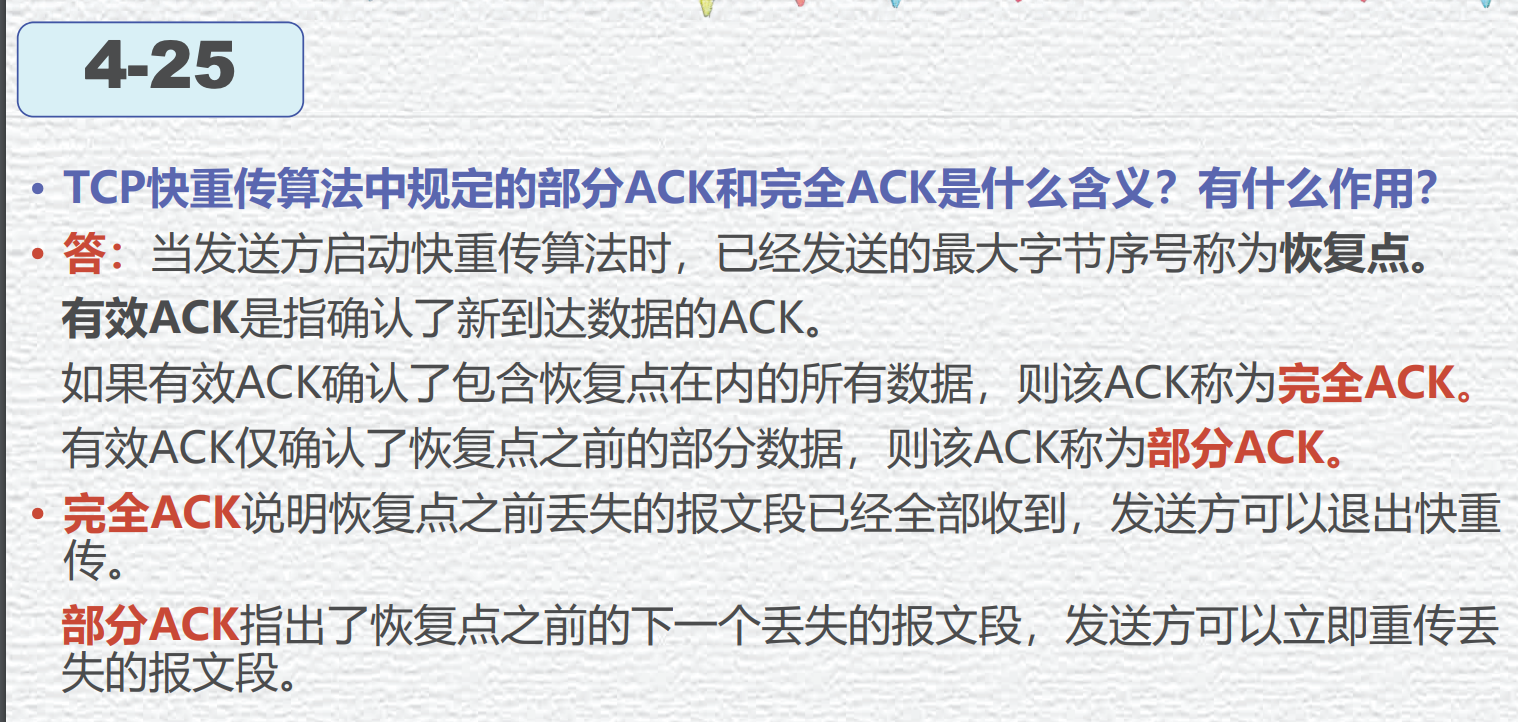 4-25
• TCP快重传算法中规定的部分ACK和完全ACK是什么含义？有什么作用？
• 答：当发送方启动快重传算法时，已经发送的最大字节序号称为恢复点。
有效ACK是指确认了新到达数据的ACK。
如果有效ACK确认了包含恢复点在内的所有数据，则该ACK称为完全ACK。
有效ACK仅确认了恢复点之前的部分数据，则该ACK称为部分ACK。
• 完全ACK说明恢复点之前丢失的报文段已经全部收到，发送方可以退出快重
传。
部分ACK指出了恢复点之前的下一个丢失的报文段，发送方可以立即重传丢
失的报文段。